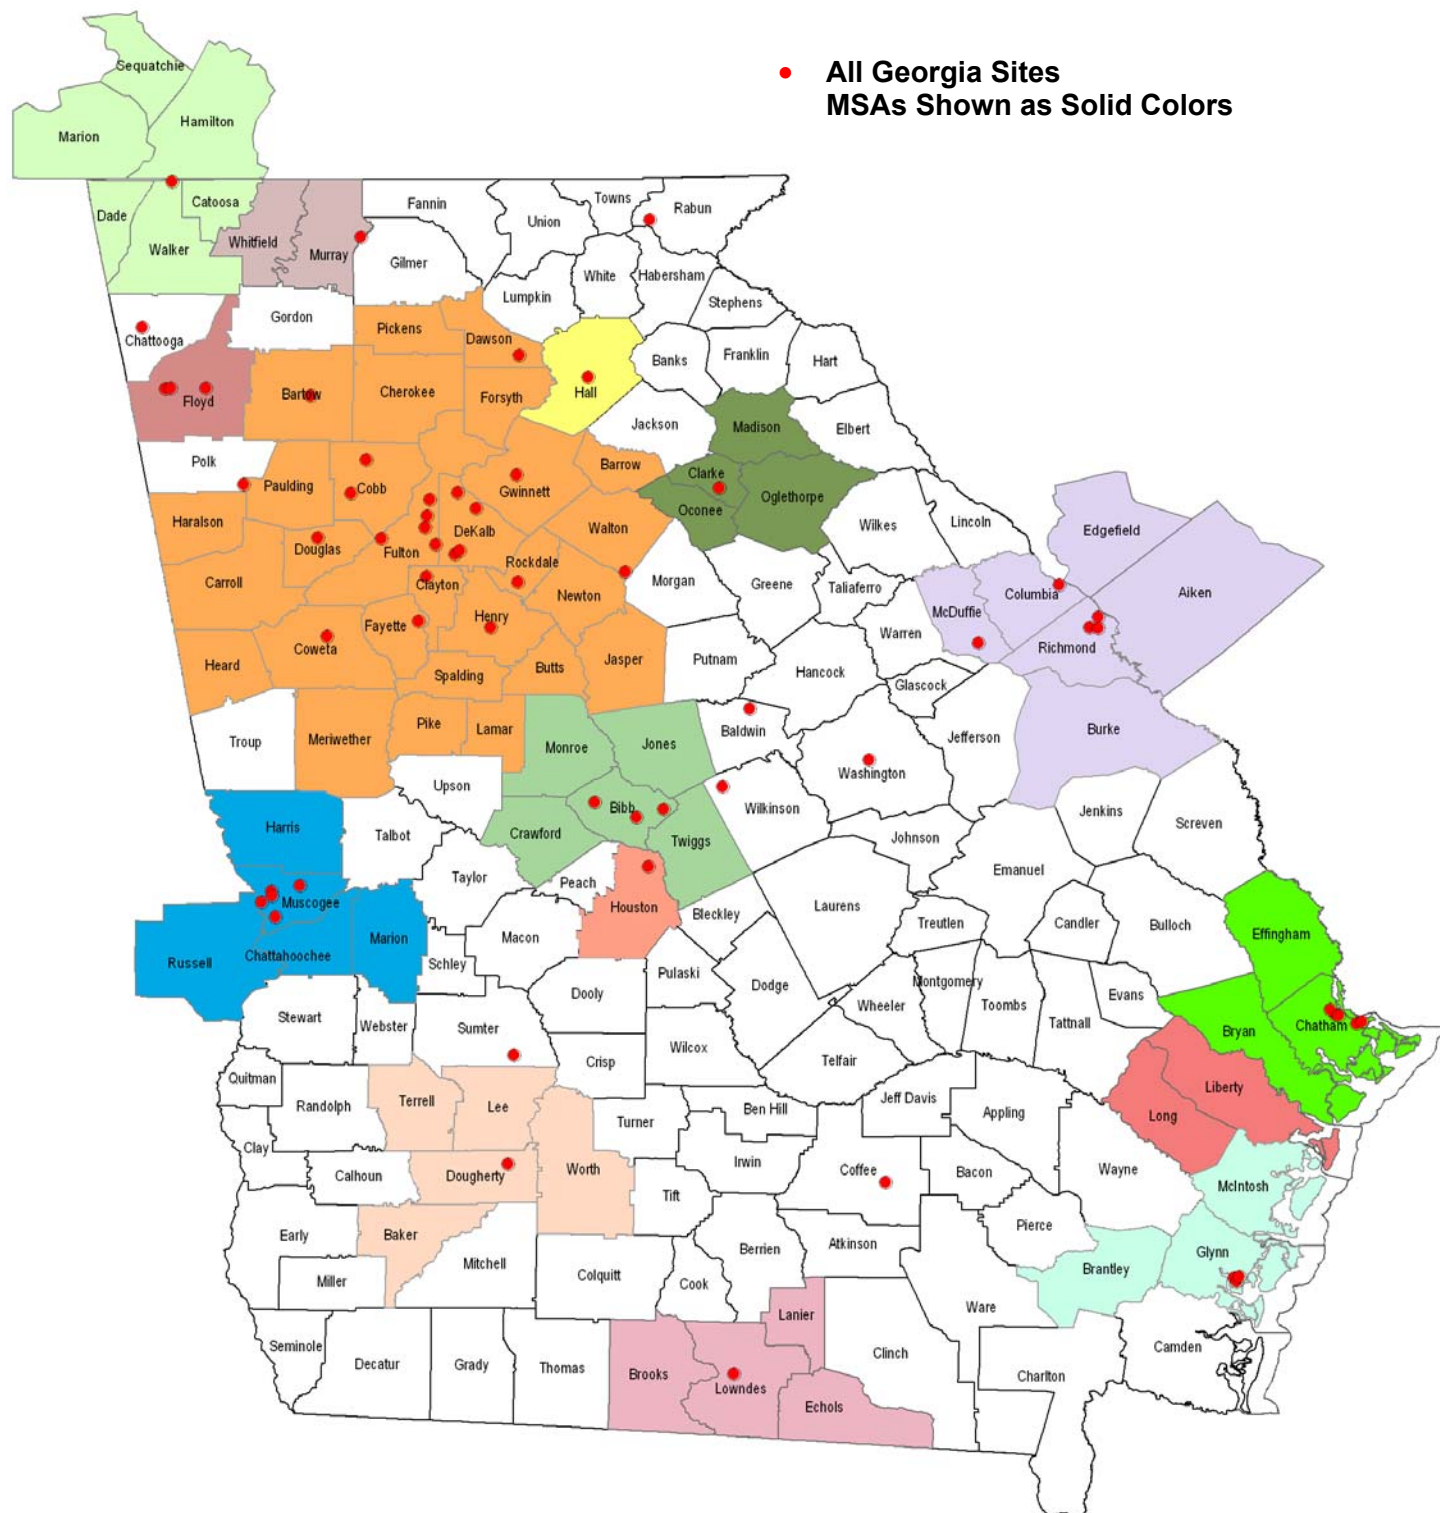 All Georgia Sites
MSAs Shown as Solid Colors
Sequatchie
Marion
Hamilton
Dade
Catoosa
Walker
Whitfield
Murray
Fannin
Gilmer
Union
Towns
Rabun
White
Habersham
Lumpkin
Stephens
Chattooga
Gordon
Pickens
Dawson
Banks
Franklin
Hart
Floyd
Bartow
Cherokee
Forsyth
Hall
Jackson
Madison
Elbert
Polk
Paulding
Cobb
Gwinnett
Barrow
Clarke
Oconee
Oglethorpe
Wilkes
Lincoln
Edgefield
Haralson
Douglas
Fulton
DeKalb
Walton
Rockdale
Carroll
Clayton
Newton
Morgan
Greene
Taliaferro
McDuffie
Columbia
Aiken
Heard
Coweta
Fayette
Henry
Spalding
Butts
Jasper
Putnam
Hancock
Warren
Glascock
Richmond
Burke
Troup
Meriwether
Pike
Lamar
Monroe
Jones
Baldwin
Washington
Jefferson
Upson
Bibb
Crawford
Twiggs
Wilkinson
Johnson
Jenkins
Screven
Harris
Talbot
Taylor
Peach
Houston
Bleckley
Laurens
Emanuel
Treutlen
Candler
Bulloch
Effingham
Muscogee
Russell
Chattahoochee
Marion
Schley
Macon
Dooly
Pulaski
Dodge
Wheeler
Montgomery
Toombs
Tattnall
Evans
Bryan
Chatham
Stewart
Webster
Sumter
Crisp
Wilcox
Telfair
Quitman
Randolph
Terrell
Lee
Turner
Ben Hill
Jeff Davis
Appling
Long
Liberty
Clay
Calhoun
Dougherty
Worth
Tift
Irwin
Coffee
Bacon
Wayne
McIntosh
Early
Baker
Mitchell
Miller
Colquitt
Cook
Berrien
Atkinson
Pierce
Brantley
Glynn
Seminole
Decatur
Grady
Thomas
Brooks
Lowndes
Lanier
Echols
Clinch
Ware
Charlton
Camden